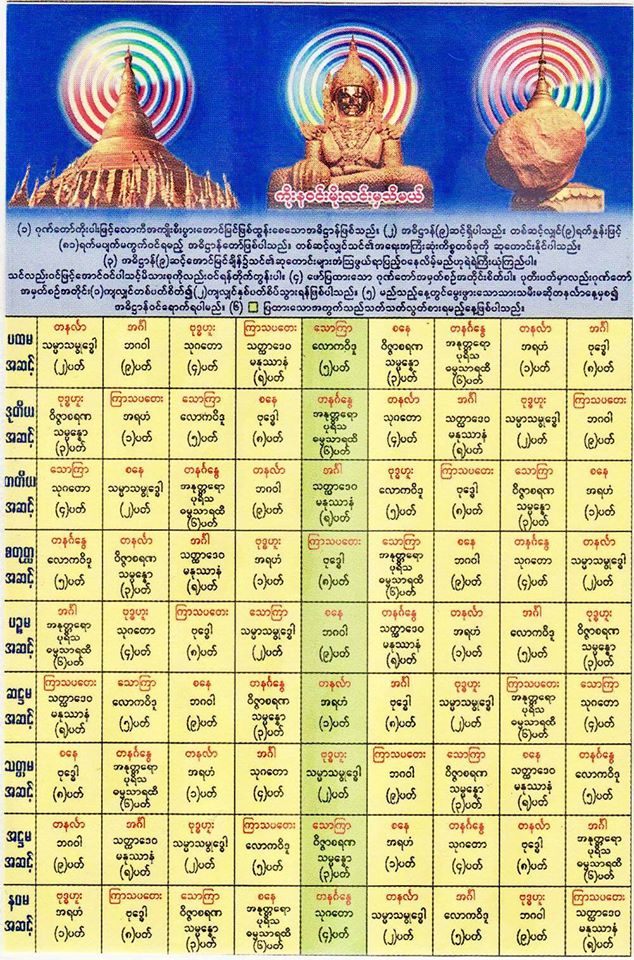 ကိုးနဝင်းမိုးလင်းမှသိမယ်
(၁) ဂုဏ်တော်ကိုးပါးဖြင့်လောကီအကျိုးစီးပွားအောင်မြင်ဖြစ်ထွန်းစေသောအဓိဋ္ဌာန်ဖြစ်သည်။ (၂) အဓိဋ္ဌာန်(၉)ဆင့်ရှိပါသည်။ တစ်ဆင့်လျှင်(၉)ရက်နှုန်းဖြင့်
(၈၁)ရက်မပျက်မကွက်ဝင်ရမည့် အဓိဋ္ဌာန်တော်ဖြစ်ပါသည်။ တစ်ဆင့်လျှင်သင်၏အရေးအကြီးဆုံးကိစ္စတစ်ခုကို ဆုတောင်းနိုင်ပါသည်။
(၃) အဓိဋ္ဌာန်(၉)ဆင့်အောင်မြင်ချိန်၌သင်၏ဆုတောင်းများအံ့ဩဖွယ်ရာပြည့်ဝစေနေလိမ့်မည်ဟုရဲရဲကြီးယုံကြည်ပါ။
သင်လည်းဝင်ဖြင့်အောင်ဝင်ပါသင့်မိသားစုကိုလည်းဝင်ရန်တိုက်တွန်းပါ။ (၄) ဖော်ပြထားသော ဂုဏ်တော်အမှတ်စဉ်အတိုင်းစိတ်ပါ။ ပုတီးပတ်မှာလည်းဂုဏ်တော်
အမှတ်စဉ်အတိုင်း(၁)ကျလျှင်တစ်ပတ်စိတ်၍(၂)ကျလျှင်နှစ်ပတ်စိပ်သွားရန်ဖြစ်ပါသည်။ (၅) မည်သည့်နေ့တွင်မွေးဖွားသောသားသမီးမဆိုတနင်္လာနေ့မှစ၍
အဓိဋ္ဌာန်ဝင်ရောက်ရပါမည်။ (၆) ပြထားသောအကွက်သည်သတ်သတ်လွတ်စားရမည့်နေ့ဖြစ်ပါသည်။
ပထမ အဆင့်
တနင်္လာ သမ္မာသမ္ဗုဒ္ဓေါ (၂)ပတ်
အင်္ဂါ ဘဂဝါ (၉)ပတ်
ဗုဒ္ဓဟူး သုဂတော (၄)ပတ်
ကြာသပတေး သတ္ထာဒေဝ မနုဿာနံ (၇)ပတ်
သောကြာ လောကဝိဒူ (၅)ပတ်
စနေ ဝိဇ္ဇာစရဏ သမ္ပန္နော (၃)ပတ်
တနင်္ဂနွေ အနုတ္တရော ပုရိသ ဓမ္မသာရထိ (၆)ပတ်
တနင်္လာ အရဟံ (၁)ပတ်
အင်္ဂါ ဗုဒ္ဓေါ (၈)ပတ်
ဒုတိယ အဆင့်
ဗုဒ္ဓဟူး ဝိဇ္ဇာစရဏ သမ္ပန္နော (၃)ပတ်
ကြာသပတေး အရဟံ (၁)ပတ်
သောကြာ လောကဝိဒူ (၅)ပတ်
စနေ ဗုဒ္ဓေါ (၈)ပတ်
တနင်္ဂနွေ အနုတ္တရော ပုရိသ ဓမ္မသာရထိ (၆)ပတ်
တနင်္လာ သုဂတော (၄)ပတ်
အင်္ဂါ သတ္ထာဒေဝ မနုဿာနံ (၇)ပတ်
ဗုဒ္ဓဟူး သမ္မာသမ္ဗုဒ္ဓေါ (၂)ပတ်
ကြာသပတေး ဘဂဝါ (၉)ပတ်
တတိယ အဆင့်
သောကြာ သုဂတော (၄)ပတ်
စနေ သမ္မာသမ္ဗုဒ္ဓေါ (၂)ပတ်
တနင်္ဂနွေ အနုတ္တရော ပုရိသ ဓမ္မသာရထိ (၆)ပတ်
တနင်္လာ ဘဂဝါ (၉)ပတ်
အင်္ဂါ သတ္ထာဒေဝ မနုဿာနံ (၇)ပတ်
ဗုဒ္ဓဟူး လောကဝိဒူ (၅)ပတ်
ကြာသပတေး ဗုဒ္ဓေါ (၈)ပတ်
သောကြာ ဝိဇ္ဇာစရဏ သမ္ပန္နော (၃)ပတ်
စနေ အရဟံ (၁)ပတ်
စတုတ္ထ အဆင့်
တနင်္ဂနွေ လောကဝိဒူ (၅)ပတ်
တနင်္လာ ဝိဇ္ဇာစရဏ သမ္ပန္နော (၃)ပတ်
အင်္ဂါ သတ္ထာဒေဝ မနုဿာနံ (၇)ပတ်
ဗုဒ္ဓဟူး အရဟံ (၁)ပတ်
ကြာသပတေး ဗုဒ္ဓေါ (၈)ပတ်
သောကြာ အနုတ္တရော ပုရိသ ဓမ္မသာရထိ (၆)ပတ်
စနေ ဘဂဝါ (၉)ပတ်
တနင်္ဂနွေ သုဂတော (၄)ပတ်
တနင်္လာ သမ္မာသမ္ဗုဒ္ဓေါ (၂)ပတ်
ပဉ္စမ အဆင့်
အင်္ဂါ အနုတ္တရော ပုရိသ ဓမ္မသာရထိ (၆)ပတ်
ဗုဒ္ဓဟူး သုဂတော (၄)ပတ်
ကြာသပတေး ဗုဒ္ဓေါ (၈)ပတ်
သောကြာ သမ္မာသမ္ဗုဒ္ဓေါ (၂)ပတ်
စနေ ဘဂဝါ (၉)ပတ်
တနင်္ဂနွေ သတ္ထာဒေဝ မနုဿာနံ (၇)ပတ်
တနင်္လာ အရဟံ (၁)ပတ်
အင်္ဂါ လောကဝိဒူ (၅)ပတ်
ဗုဒ္ဓဟူး ဝိဇ္ဇာစရဏ သမ္ပန္နော (၃)ပတ်
ဆဋ္ဌမ အဆင့်
ကြာသပတေး သတ္ထာဒေဝ မနုဿာနံ (၇)ပတ်
သောကြာ လောကဝိဒူ (၅)ပတ်
စနေ ဘဂဝါ (၉)ပတ်
တနင်္ဂနွေ ဝိဇ္ဇာစရဏ သမ္ပန္နော (၃)ပတ်
တနင်္လာ အရဟံ (၁)ပတ်
အင်္ဂါ ဗုဒ္ဓေါ (၈)ပတ်
ဗုဒ္ဓဟူး သမ္မာသမ္ဗုဒ္ဓေါ (၂)ပတ်
ကြာသပတေး အနုတ္တရော ပုရိသ ဓမ္မသာရထိ (၆)ပတ်
သောကြာ သုဂတော (၄)ပတ်
သတ္တမ အဆင့်
စနေ ဗုဒ္ဓေါ (၈)ပတ်
တနင်္ဂနွေ အနုတ္တရော ပုရိသ ဓမ္မသာရထိ (၆)ပတ်
တနင်္လာ အရဟံ (၁)ပတ်
အင်္ဂါ သုဂတော (၄)ပတ်
ဗုဒ္ဓဟူး သမ္မာသမ္ဗုဒ္ဓေါ (၂)ပတ်
ကြာသပတေး ဘဂဝါ (၉)ပတ်
သောကြာ ဝိဇ္ဇာစရဏ သမ္ပန္နော (၃)ပတ်
စနေ သတ္ထာဒေဝ မနုဿာနံ (၇)ပတ်
တနင်္ဂနွေ လောကဝိဒူ (၅)ပတ်
အဋ္ဌမ အဆင့်
တနင်္လာ ဘဂဝါ (၉)ပတ်
အင်္ဂါ သတ္ထာဒေဝ မနုဿာနံ (၇)ပတ်
ဗုဒ္ဓဟူး သမ္မာသမ္ဗုဒ္ဓေါ (၂)ပတ်
ကြာသပတေး လောကဝိဒူ (၅)ပတ်
သောကြာ ဝိဇ္ဇာစရဏ သမ္ပန္နော (၃)ပတ်
စနေ အရဟံ (၁)ပတ်
တနင်္ဂနွေ သုဂတော (၄)ပတ်
တနင်္လာ ဗုဒ္ဓေါ (၈)ပတ်
အင်္ဂါ အနုတ္တရော ပုရိသ ဓမ္မသာရထိ (၆)ပတ်
နဝမ အဆင့်
ဗုဒ္ဓဟူး အရဟံ (၁)ပတ်
ကြာသပတေး ဗုဒ္ဓေါ (၈)ပတ်
သောကြာ ဝိဇ္ဇာစရဏ သမ္ပန္နော (၃)ပတ်
စနေ အနုတ္တရော ပုရိသ ဓမ္မသာရထိ (၆)ပတ်
တနင်္ဂနွေ သုဂတော (၄)ပတ်
တနင်္လာ သမ္မာသမ္ဗုဒ္ဓေါ (၂)ပတ်
အင်္ဂါ လောကဝိဒူ (၅)ပတ်
ဗုဒ္ဓဟူး ဘဂဝါ (၉)ပတ်
ကြာသပတေး သတ္ထာဒေဝ မနုဿာနံ (၇)ပတ်